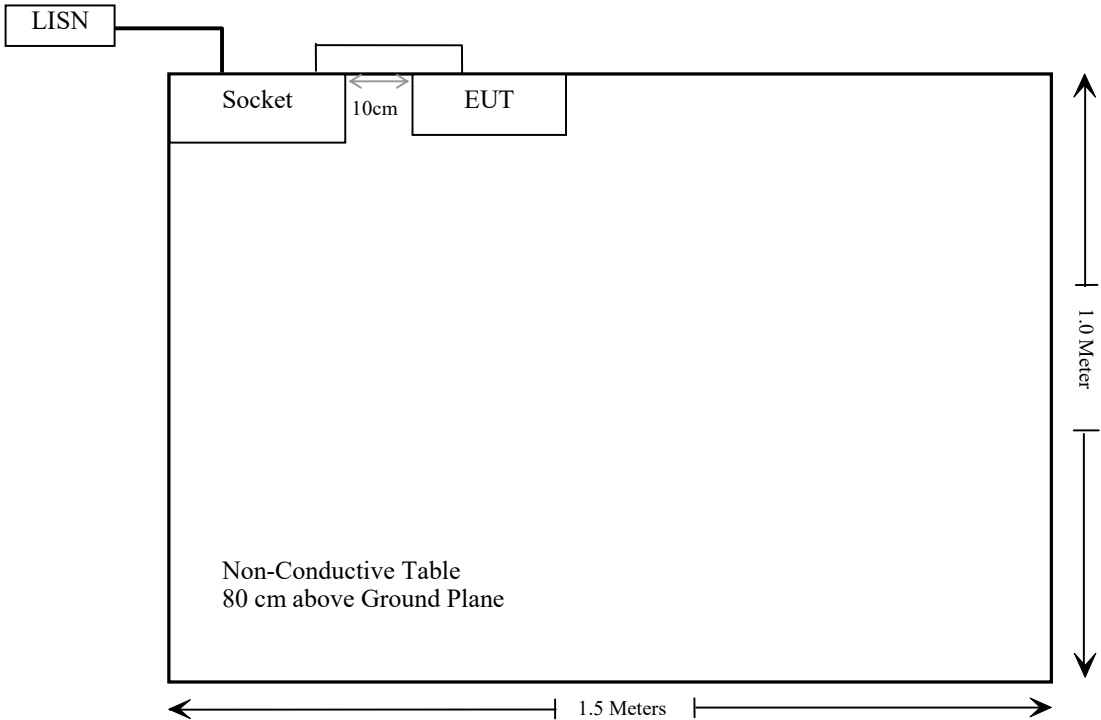 LISN
Socket
10cm
EUT
1.0 Meter
Non-Conductive Table
80 cm above Ground Plane
1.5 Meters